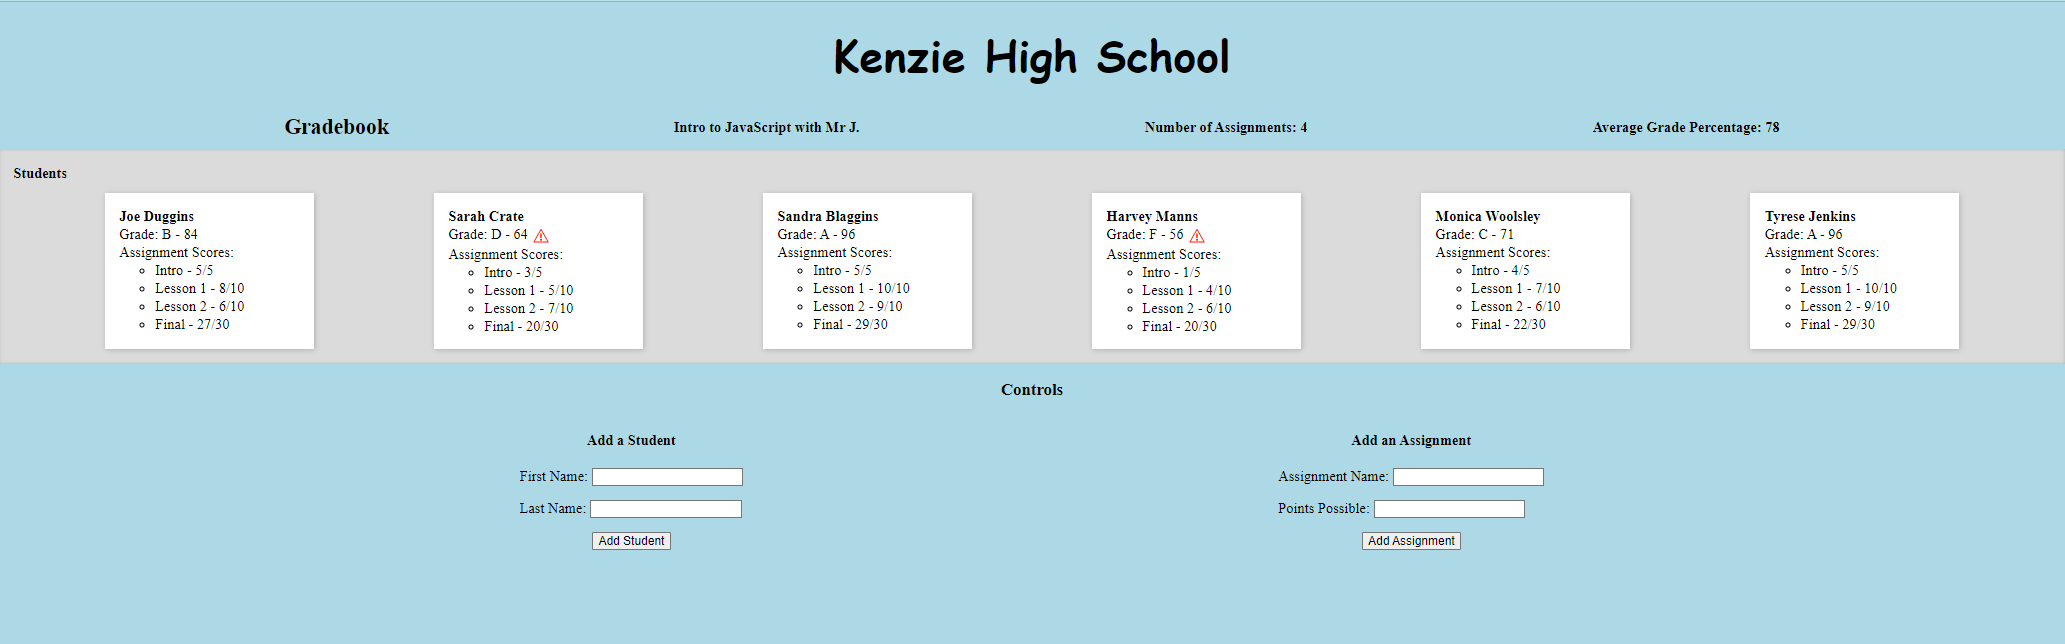 Kenzie High School
Gradebook
Intro to JavaScript with Mr J.
Number of Assignments: 4
Average Grade Percentage: 78
Students
Joe Duggins
Grade: B - 84
Assignment Scores:
Intro - 5/5
Lesson 1 - 8/10
Lesson 2 - 6/10
Final - 27/30
Sarah Crate
Grade: D - 64
Assignment Scores:
Intro - 3/5
Lesson 1 - 5/10
Lesson 2 - 7/10
Final - 20/30
Sandra Blaggins
Grade: A - 96
Assignment Scores:
Intro - 5/5
Lesson 1 - 10/10
Lesson 2 - 9/10
Final - 29/30
Harvey Manns
Grade: F - 56
Assignment Scores:
Intro - 1/5
Lesson 1 - 4/10
Lesson 2 - 6/10
Final - 20/30
Monica Woolsley
Grade: C - 71
Assignment Scores:
Intro - 4/5
Lesson 1 - 7/10
Lesson 2 - 6/10
Final - 22/30
Tyrese Jenkins
Grade: A - 96
Assignment Scores:
Intro - 5/5
Lesson 1 - 10/10
Lesson 2 - 9/10
Final - 29/30
Controls
Add a Student
First Name:
Last Name:
Add Student
Add an Assignment
Assignment Name:
Points Possible:
Add Assignment